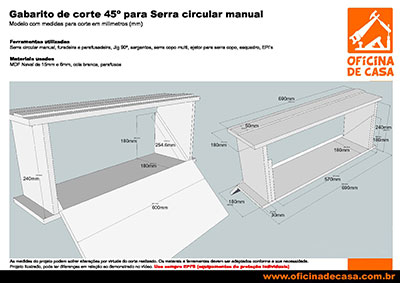 Gabarito de corte 45º para Serra circular manual
Modelo com medidas para corte em milimetros (mm)
OFICINA
DE CASA
Ferramentas utilizadas
Serra circular manual, furadeira e parafusadeira, Jig 90º, sargentos, serra copo multi, ejetor para serra copo, esquadro, EPI's
Materiais usados
MDF Naval de 15mm e 6mm, cola branca, parafusos
690mm
50mm
240mm
180mm
180mm
254.6mm
180mm
180mm
240mm
570mm
690mm
600mm
180mm
30mm
As medidas do projeto podem sofrer alterações por virtude do corte realizado. Os materiais e ferramentas devem ser adaptados conforme a sua necessidade.
Projeto ilustrado, pode ter diferenças em relação ao demonstrado no vídeo. Use sempre EPI'S (equipamentos de proteção individuais)
www.oficinadecasa.com.br